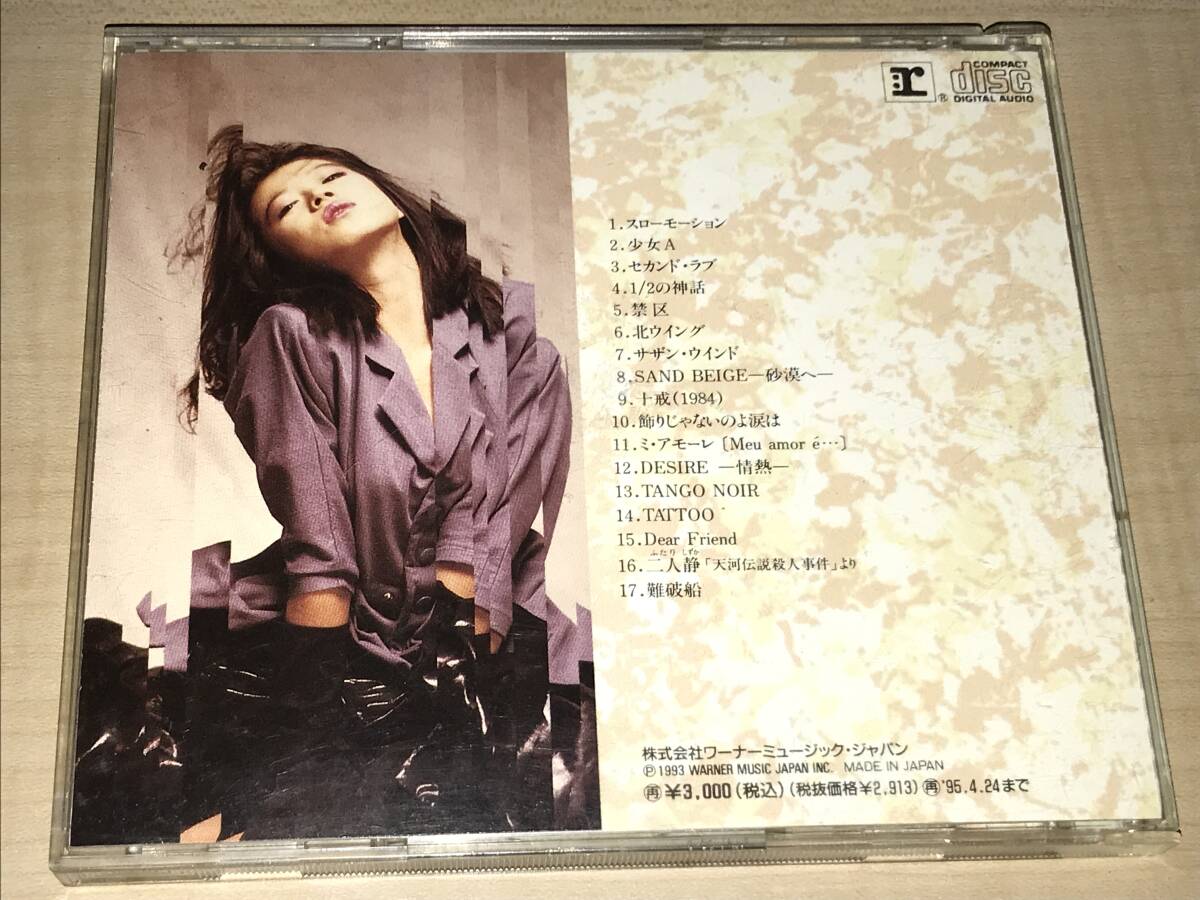 r
®
COMPACT
disc
DIGITAL AUDIO
1.スローモーション
2.少女A
3.セカンド・ラブ
4.1/2の神話
5.禁区
6.北ウイング
7.サザン・ウインド
8.SAND BEIGE—砂漠へ—
9.十戒(1984)
10.飾りじゃないのよ涙は
11.ミ・アモーレ〔Meu amor é…〕
12.DESIRE —情熱—
13.TANGO NOIR
14.TATTOO
15.Dear Friend
ふたりしずか
16.二人静「天河伝説殺人事件」より
17.難破船
株式会社ワーナーミュージック・ジャパン
Ⓟ1993 WARNER MUSIC JAPAN INC. MADE IN JAPAN
再¥3,000(税込)(税抜価格¥2,913)再'95.4.24まで